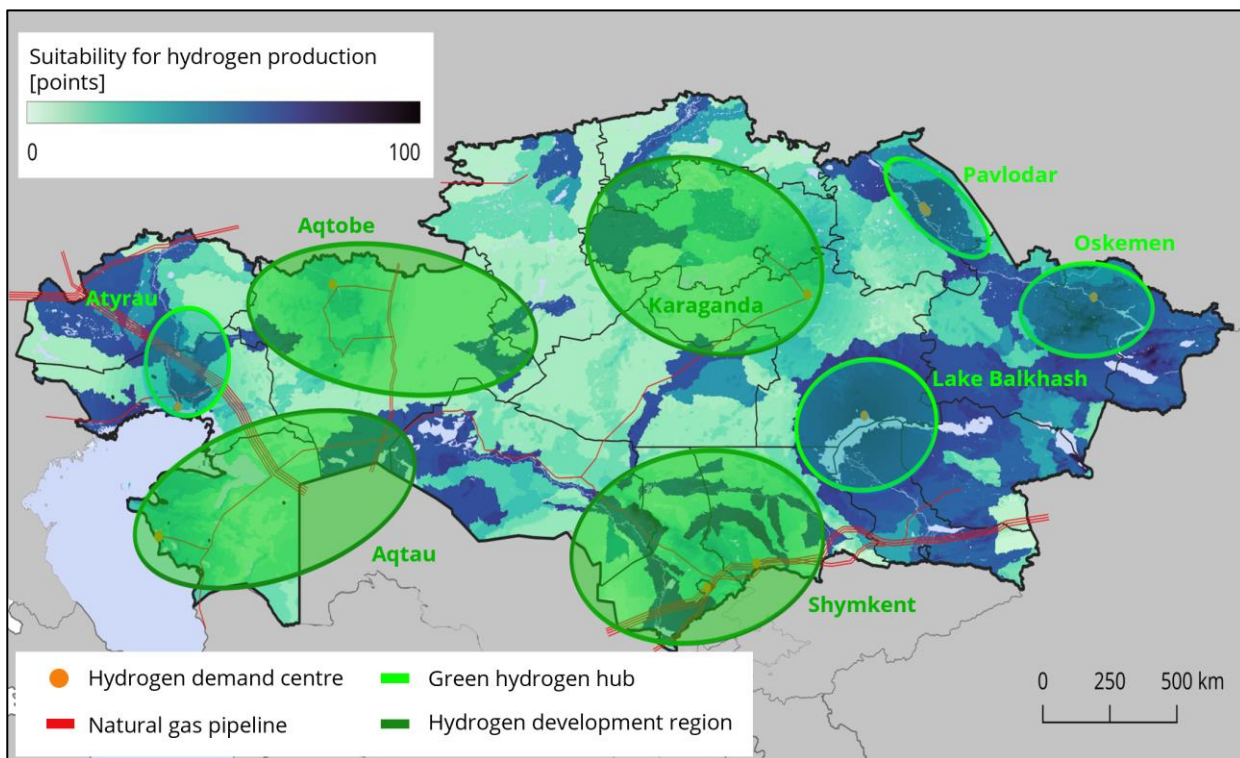 Suitability for hydrogen production
[points]
0 100
Pavlodar
Aqtobe
Oskemen
Atyrau
Karaganda
Lake Balkhash
Aqtau
Shymkent
Hydrogen demand centre
Green hydrogen hub
Natural gas pipeline
Hydrogen development region
0 250 500 km